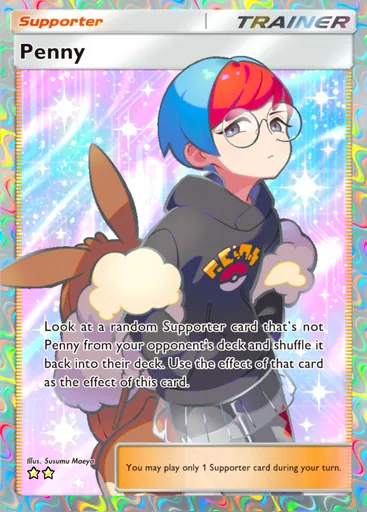 Supporter
TRAINER
Penny
Look at a random Supporter card that's not
Penny from your opponent's deck and shuffle it
back into their deck. Use the effect of that card
as the effect of this card.
Illus. Susumu Maeya
You may play only 1 Supporter card during your turn.